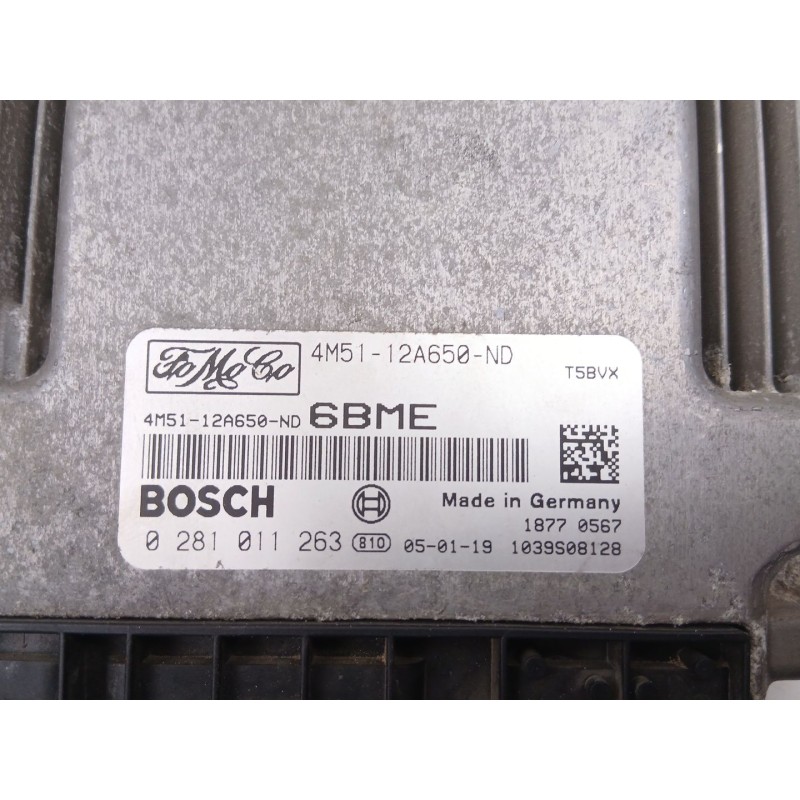 FoMoCo 4M51-12A650-ND
T5BVX
4M51-12A650-ND 6BME
BOSCH Made in Germany
1877 0567
0 281 011 263 810 05-01-19 1039S08128